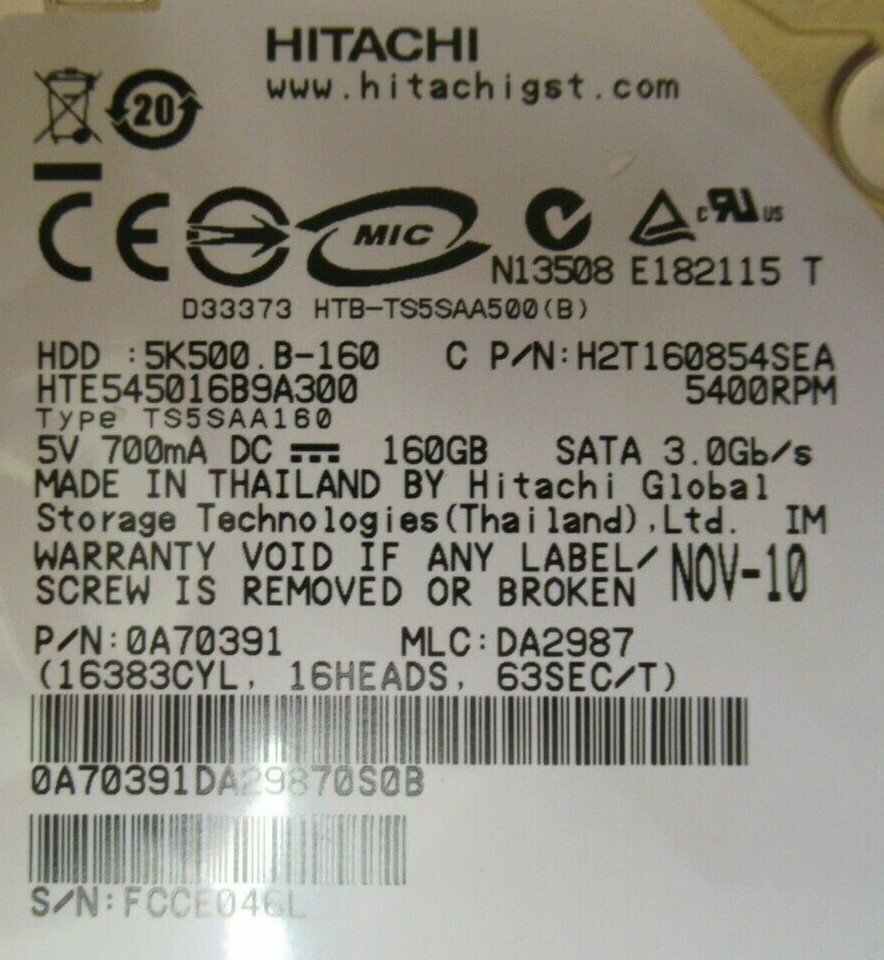 HITACHI
www.hitachigst.com
20
CE MIC c RU US
N13508 E182115 T
D33373 HTB-TS5SAA500(B)
HDD :5K500.B-160 C P/N:H2T160854SEA
HTE545016B9A300 5400RPM
Type TS5SAA160
5V 700mA DC 160GB SATA 3.0Gb/s
MADE IN THAILAND BY Hitachi Global
Storage Technologies(Thailand),Ltd. IM
WARRANTY VOID IF ANY LABEL/
SCREW IS REMOVED OR BROKEN NOV-10
P/N:0A70391 MLC:DA2987
(16383CYL, 16HEADS, 63SEC/T)
0A70391DA29870S0B
S/N:FCCE046L